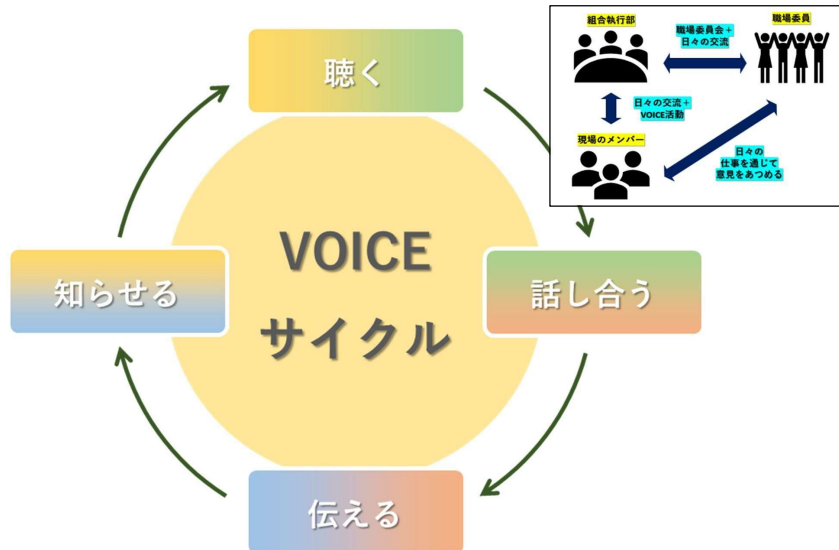 聴く
話し合う
伝える
知らせる
VOICE
サイクル
組合執行部
職場委員会+
日々の交流
職場委員
日々の交流+
VOICE活動
現場のメンバー
日々の
仕事を通じて
意見をあつめる